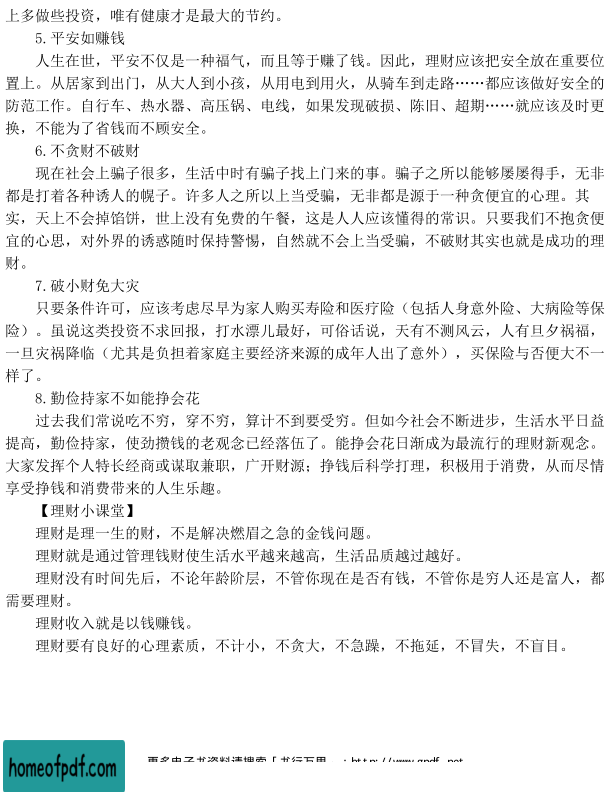 上多做些投资，唯有健康才是最大的节约。
5.平安如赚钱
人生在世，平安不仅是一种福气，而且等于赚了钱。因此，理财应该把安全放在重要位
置上。从居家到出门，从大人到小孩，从用电到用火，从骑车到走路……都应该做好安全的
防范工作。自行车、热水器、高压锅、电线，如果发现破损、陈旧、超期……就应该及时更
换，不能为了省钱而不顾安全。
6.不贪财不破财
现在社会上骗子很多，生活中时有骗子找上门来的事。骗子之所以能够屡屡得手，无非
都是打着各种诱人的幌子。许多人之所以上当受骗，无非都是源于一种贪便宜的心理。其
实，天上不会掉馅饼，世上没有免费的午餐，这是人人应该懂得的常识。只要我们不抱贪便
宜的心思，对外界的诱惑随时保持警惕，自然就不会上当受骗，不破财其实也就是成功的理
财。
7.破小财免大灾
只要条件许可，应该考虑尽早为家人购买寿险和医疗险（包括人身意外险、大病险等保
险）。虽说这类投资不求回报，打水漂儿最好，可俗话说，天有不测风云，人有旦夕祸福，
一旦灾祸降临（尤其是负担着家庭主要经济来源的成年人出了意外），买保险与否便大不一
样了。
8.勤俭持家不如能挣会花
过去我们常说吃不穷，穿不穷，算计不到要受穷。但如今社会不断进步，生活水平日益
提高，勤俭持家，使劲攒钱的老观念已经落伍了。能挣会花日渐成为最流行的理财新观念。
大家发挥个人特长经商或谋取兼职，广开财源；挣钱后科学打理，积极用于消费，从而尽情
享受挣钱和消费带来的人生乐趣。
【理财小课堂】
理财是理一生的财，不是解决燃眉之急的金钱问题。
理财就是通过管理钱财使生活水平越来越高，生活品质越过越好。
理财没有时间先后，不论年龄阶层，不管你现在是否有钱，不管你是穷人还是富人，都
需要理财。
理财收入就是以钱赚钱。
理财要有良好的心理素质，不计小，不贪大，不急躁，不拖延，不冒失，不盲目。
homeofpdf.com
更多电子书资料请搜索「书行万里